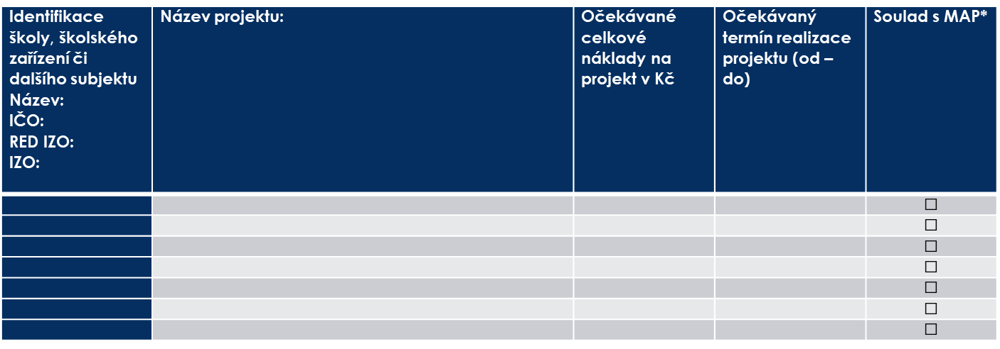 Identifikace
školy, školského
zařízení či
dalšího subjektu
Název:
IČO:
RED IZO:
IZO:
Název projektu:
Očekávané
celkové
náklady na
projekt v Kč
Očekávaný
termín realizace
projektu (od –
do)
Soulad s MAP*
☐
☐
☐
☐
☐
☐
☐